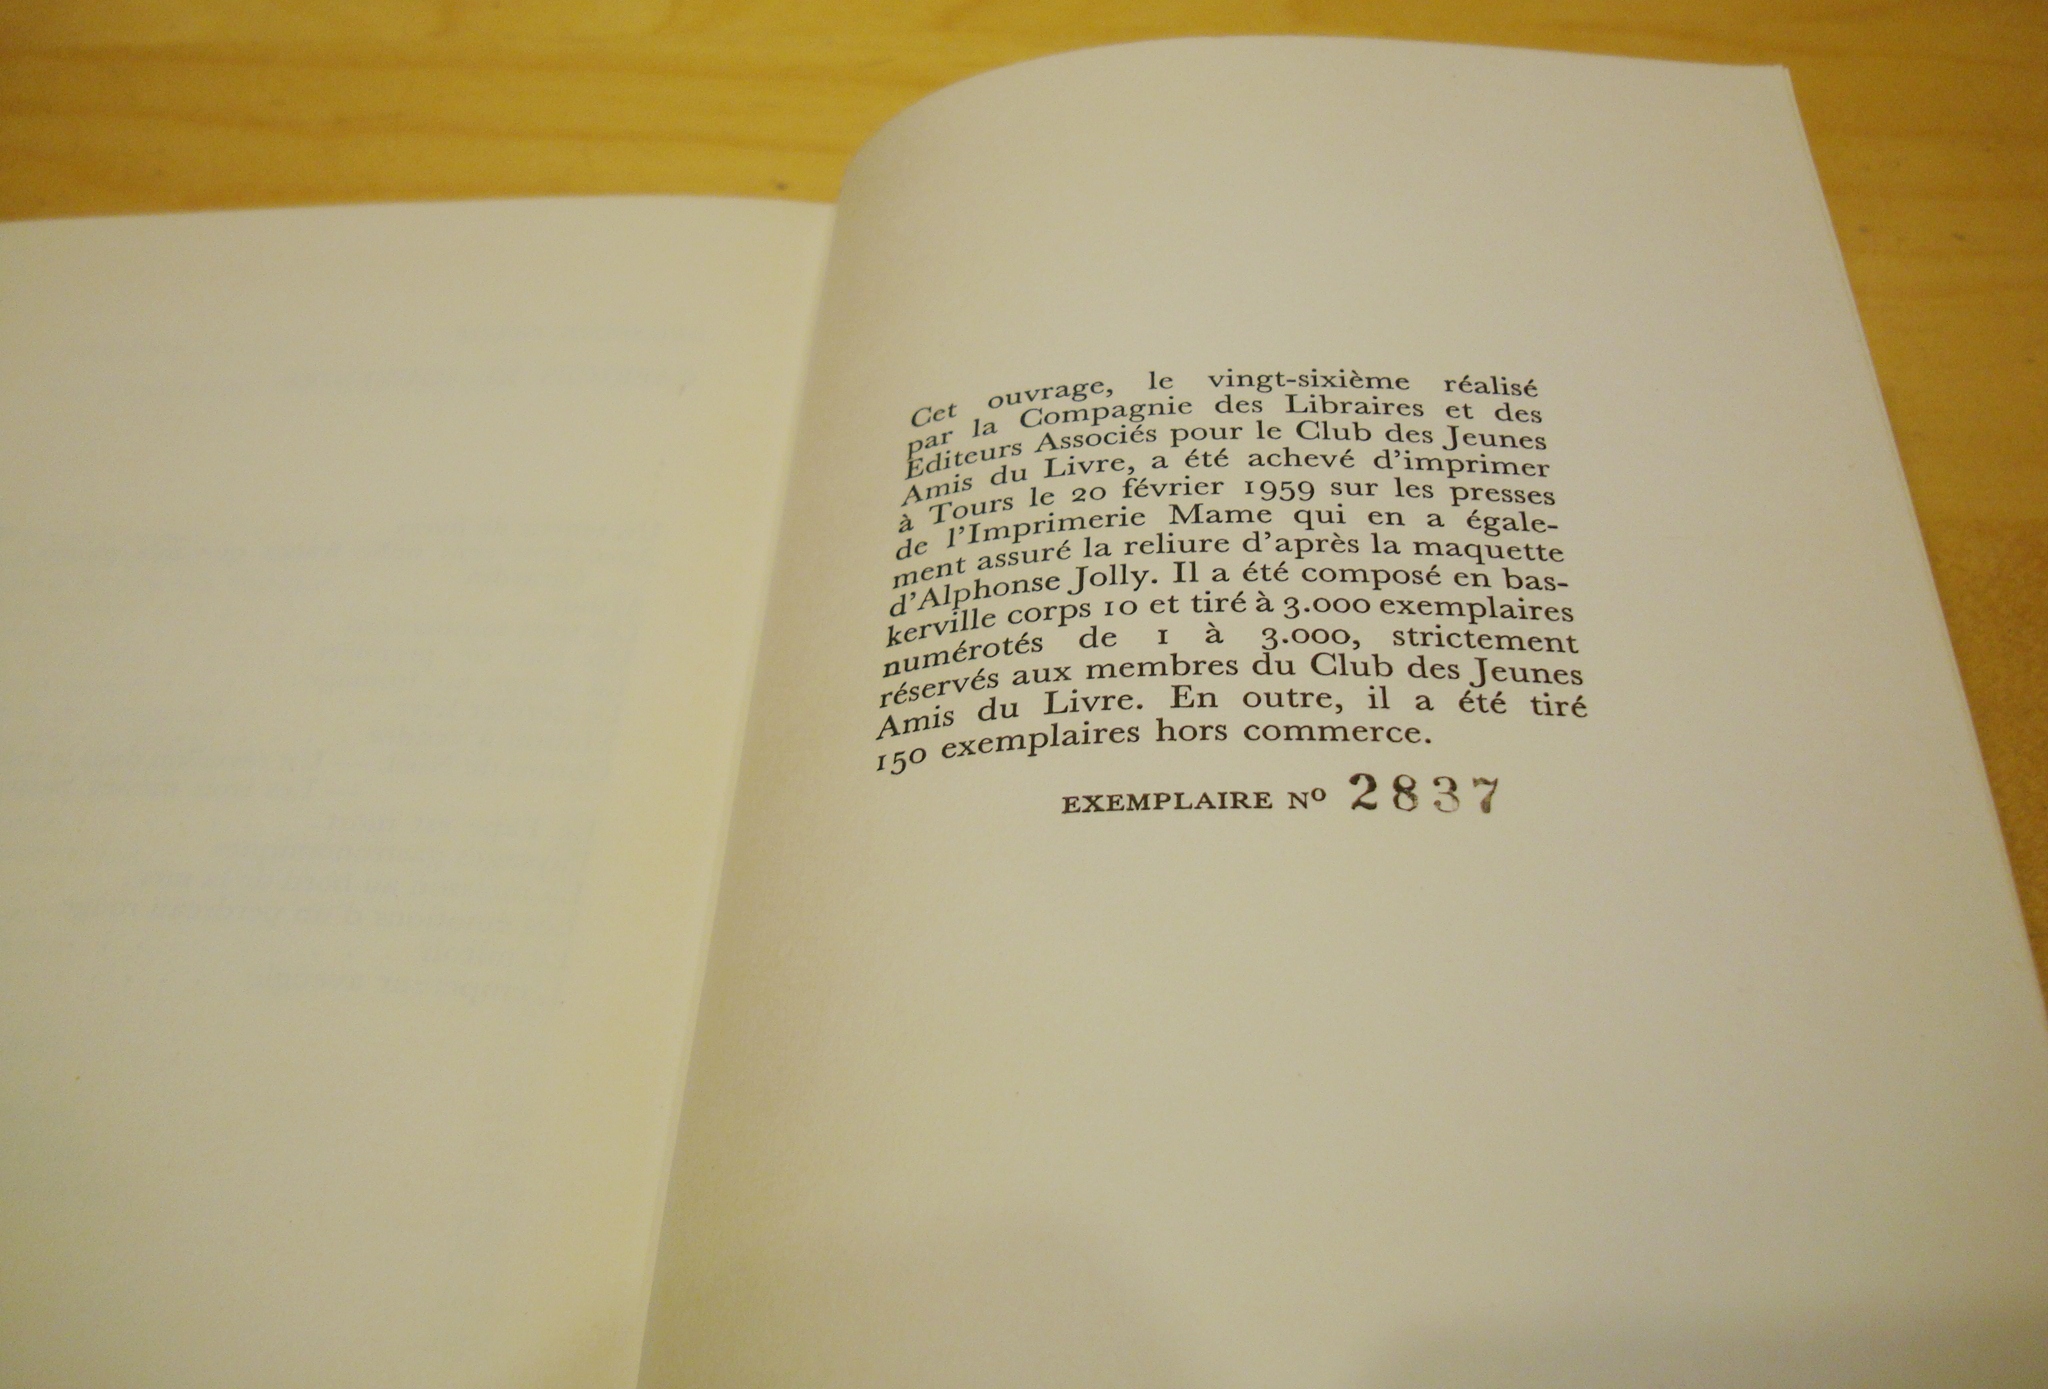 Cet ouvrage, le vingt-sixième réalisé
par la Compagnie des Libraires et des
Editeurs Associés pour le Club des Jeunes
Amis du Livre, a été achevé d'imprimer
à Tours le 20 février 1959 sur les presses
de l'Imprimerie Mame qui en a égale-
ment assuré la reliure d'après la maquette
d'Alphonse Jolly. Il a été composé en bas-
kerville corps 10 et tiré à 3.000 exemplaires
numérotés de 1 à 3.000, strictement
réservés aux membres du Club des Jeunes
Amis du Livre. En outre, il a été tiré
150 exemplaires hors commerce.
EXEMPLAIRE Nº 2837